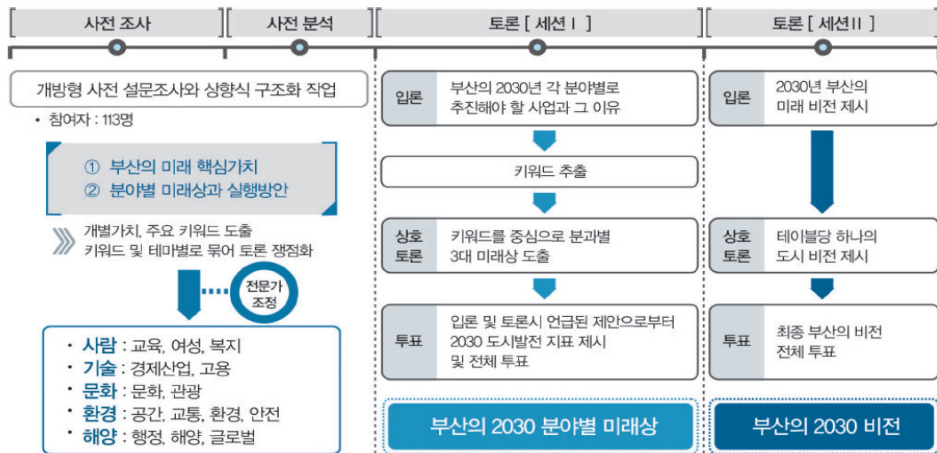 사전 조사
사전 분석
토론 [ 세션 I ]
토론 [ 세션 II ]
개방형 사전 설문조사와 상향식 구조화 작업
• 참여자 : 113명
① 부산의 미래 핵심가치
② 분야별 미래상과 실행방안
개별가치, 주요 키워드 도출
키워드 및 테마별로 묶어 토론 쟁점화
전문가
조정
• 사람 : 교육, 여성, 복지
• 기술 : 경제산업, 고용
• 문화 : 문화, 관광
• 환경 : 공간, 교통, 환경, 안전
• 해양 : 행정, 해양, 글로벌
입론
부산의 2030년 각 분야별로
추진해야 할 사업과 그 이유
키워드 추출
상호
토론
키워드를 중심으로 분과별
3대 미래상 도출
투표
입론 및 토론시 언급된 제안으로부터
2030 도시발전 지표 제시
및 전체 투표
부산의 2030 분야별 미래상
입론
2030년 부산의
미래 비전 제시
상호
토론
테이블당 하나의
도시 비전 제시
투표
최종 부산의 비전
전체 투표
부산의 2030 비전